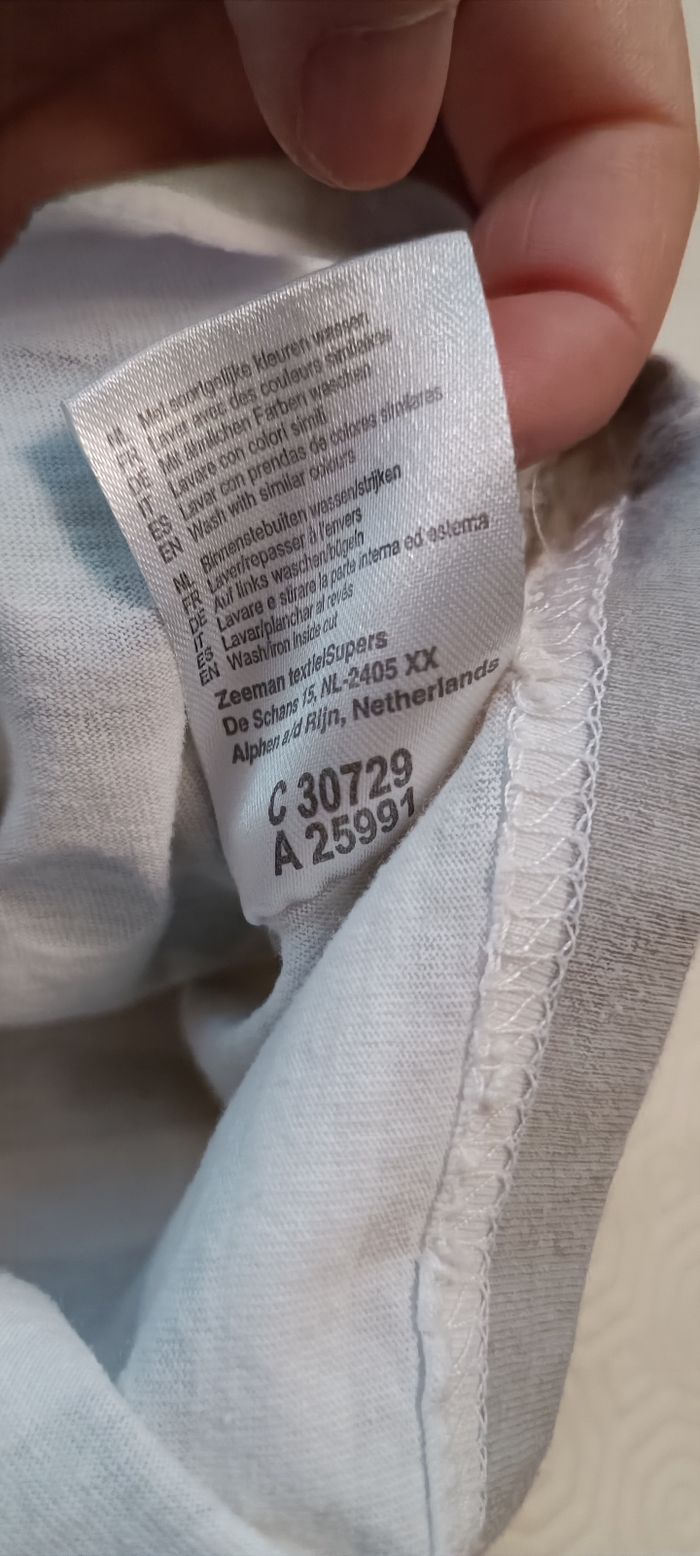 NL Met soortgelijke kleuren wassen
FR Laver avec des couleurs similaires
DE Mit ähnlichen Farben waschen
IT Lavare con colori simili
ES Lavar con prendas de colores similares
EN Wash with similar colours
NL Binnenstebuiten wassen/strijken
FR Laver/repasser à l'envers
DE Auf links waschen/bügeln
IT Lavare e stirare la parte interna ed esterna
ES Lavar/planchar al revés
EN Wash/iron inside out
Zeeman textielSupers
De Schans 15, NL-2405 XX
Alphen a/d Rijn, Netherlands
C 30729
A 25991